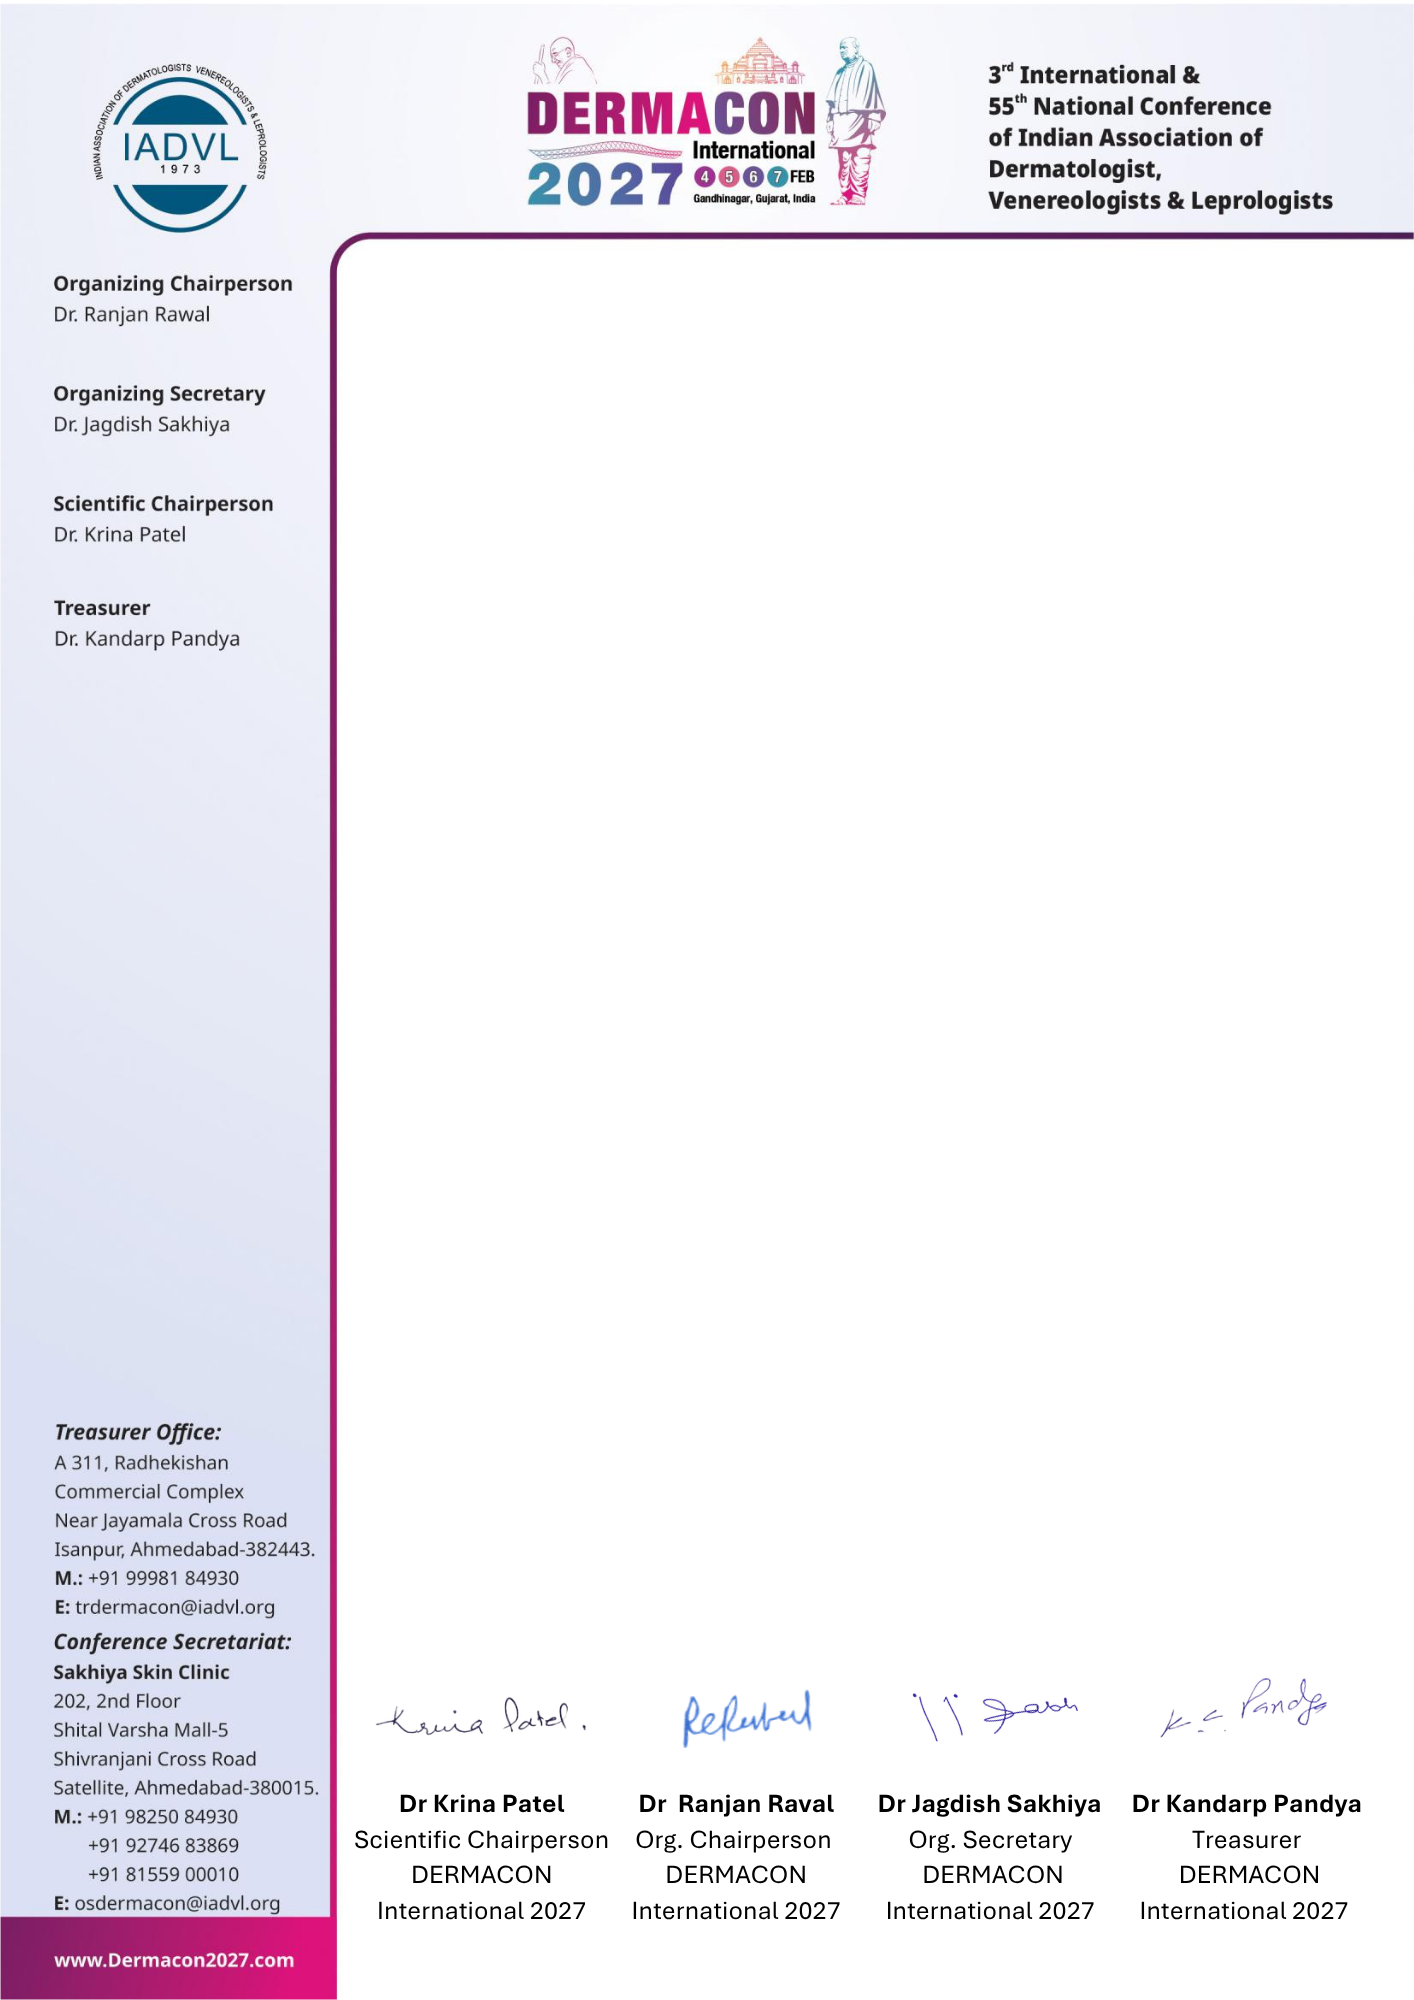 INDIAN ASSOCIATION OF DERMATOLOGISTS VENEREOLOGISTS & LEPROLOGISTS
IADVL
1973
DERMACON
International
2027 4 5 6 7 FEB
Gandhinagar, Gujarat, India
3rd International &
55th National Conference
of Indian Association of
Dermatologist,
Venereologists & Leprologists
Organizing Chairperson
Dr. Ranjan Rawal
Organizing Secretary
Dr. Jagdish Sakhiya
Scientific Chairperson
Dr. Krina Patel
Treasurer
Dr. Kandarp Pandya
Treasurer Office:
A 311, Radhekishan
Commercial Complex
Near Jayamala Cross Road
Isanpur, Ahmedabad-382443.
M.: +91 99981 84930
E: trdermacon@iadvl.org
Conference Secretariat:
Sakhiya Skin Clinic
202, 2nd Floor
Shital Varsha Mall-5
Shivranjani Cross Road
Satellite, Ahmedabad-380015.
M.: +91 98250 84930
+91 92746 83869
+91 81559 00010
E: osdermacon@iadvl.org
www.Dermacon2027.com
Krina Patel.
K C Pandya
Dr Krina Patel Dr Ranjan Raval Dr Jagdish Sakhiya Dr Kandarp Pandya
Scientific Chairperson Org. Chairperson Org. Secretary Treasurer
DERMACON DERMACON DERMACON DERMACON
International 2027 International 2027 International 2027 International 2027